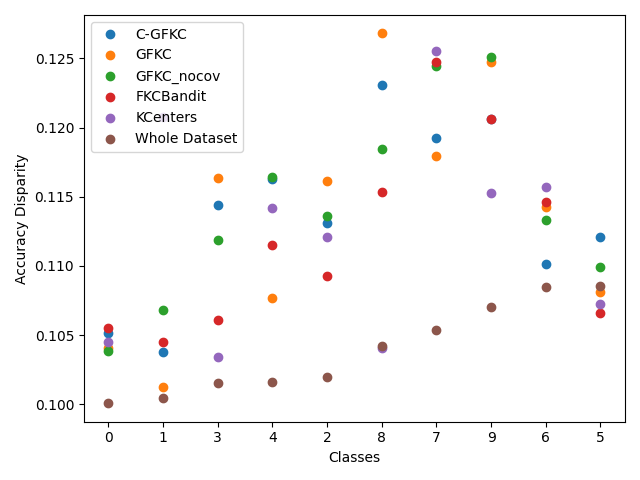 C-GFKC
GFKC
GFKC_nocov
FKCBandit
KCenters
Whole Dataset
Accuracy Disparity
0.125
0.120
0.115
0.110
0.105
0.100
0 1 3 4 2 8 7 9 6 5
Classes